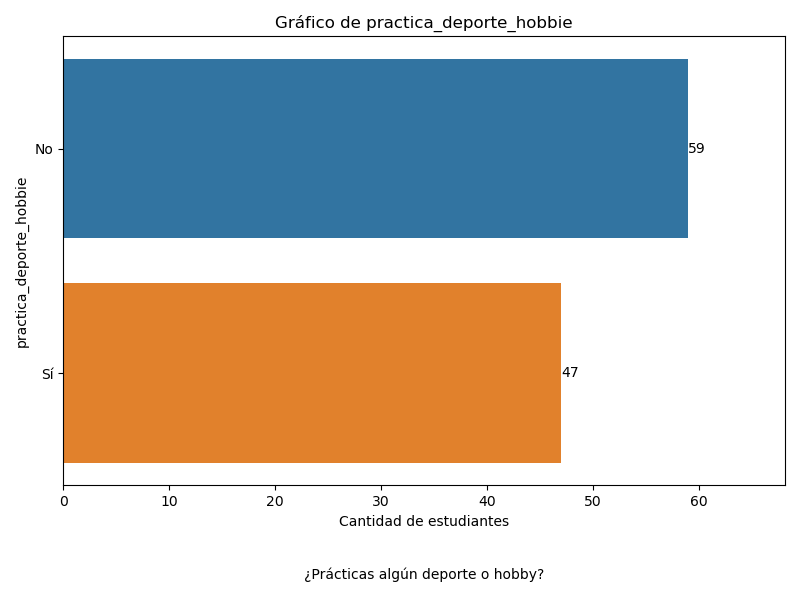 Gráfico de practica_deporte_hobbie
practica_deporte_hobbie
No
59
Sí
47
0 10 20 30 40 50 60
Cantidad de estudiantes
¿Prácticas algún deporte o hobby?